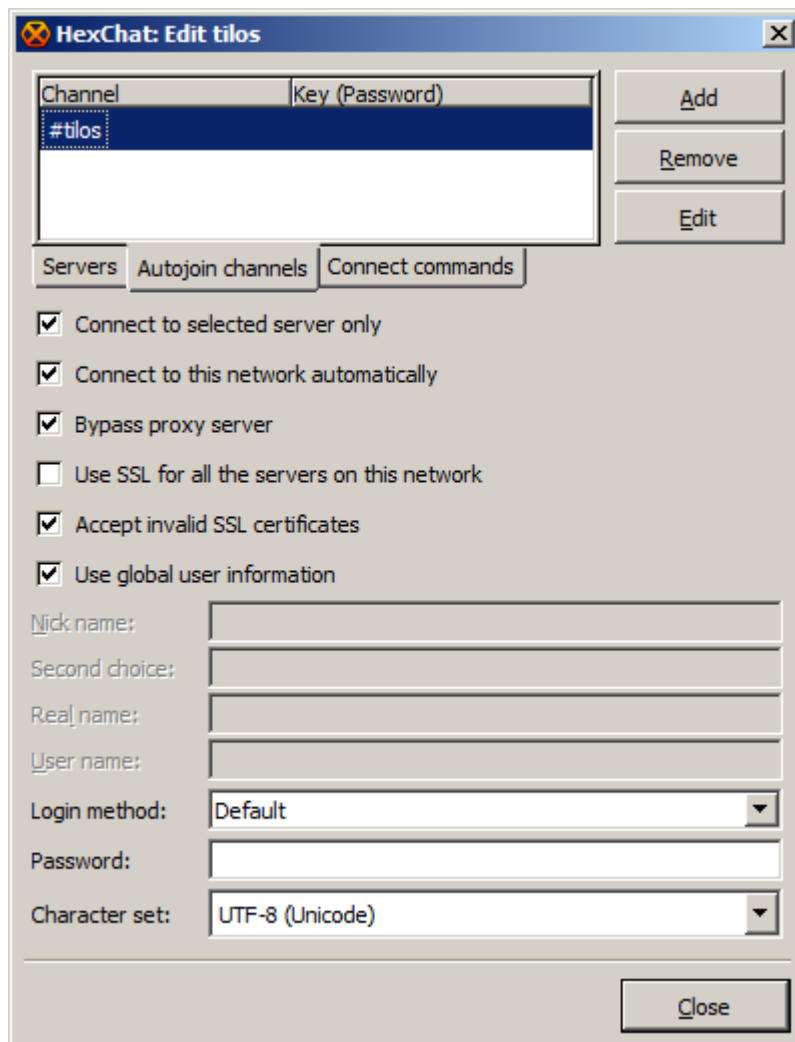 HexChat: Edit tilos
Channel Key (Password)
#tilos
Add
Remove
Edit
Servers Autojoin channels Connect commands
Connect to selected server only
Connect to this network automatically
Bypass proxy server
Use SSL for all the servers on this network
Accept invalid SSL certificates
Use global user information
Nick name:
Second choice:
Real name:
User name:
Login method: Default
Password:
Character set: UTF-8 (Unicode)
Close